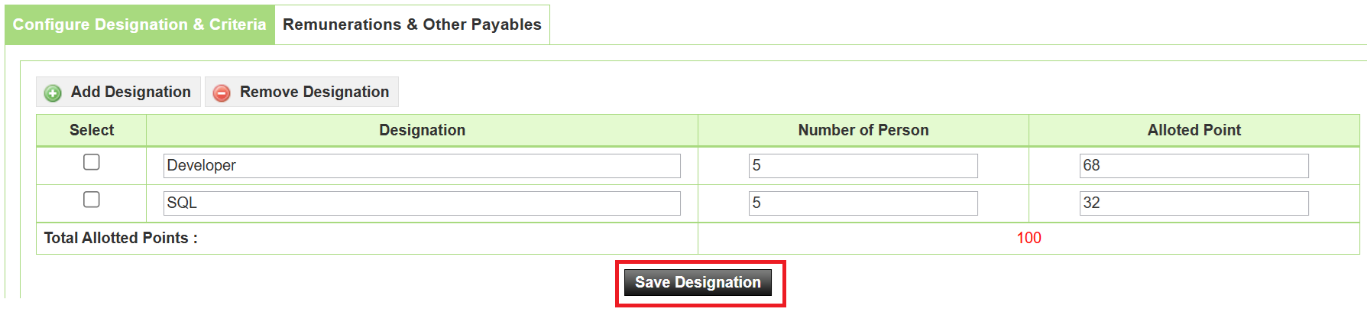 Configure Designation & Criteria Remunerations & Other Payables
Add Designation Remove Designation
Select Designation Number of Person Alloted Point
Developer 5 68
SQL 5 32
Total Allotted Points : 100
Save Designation